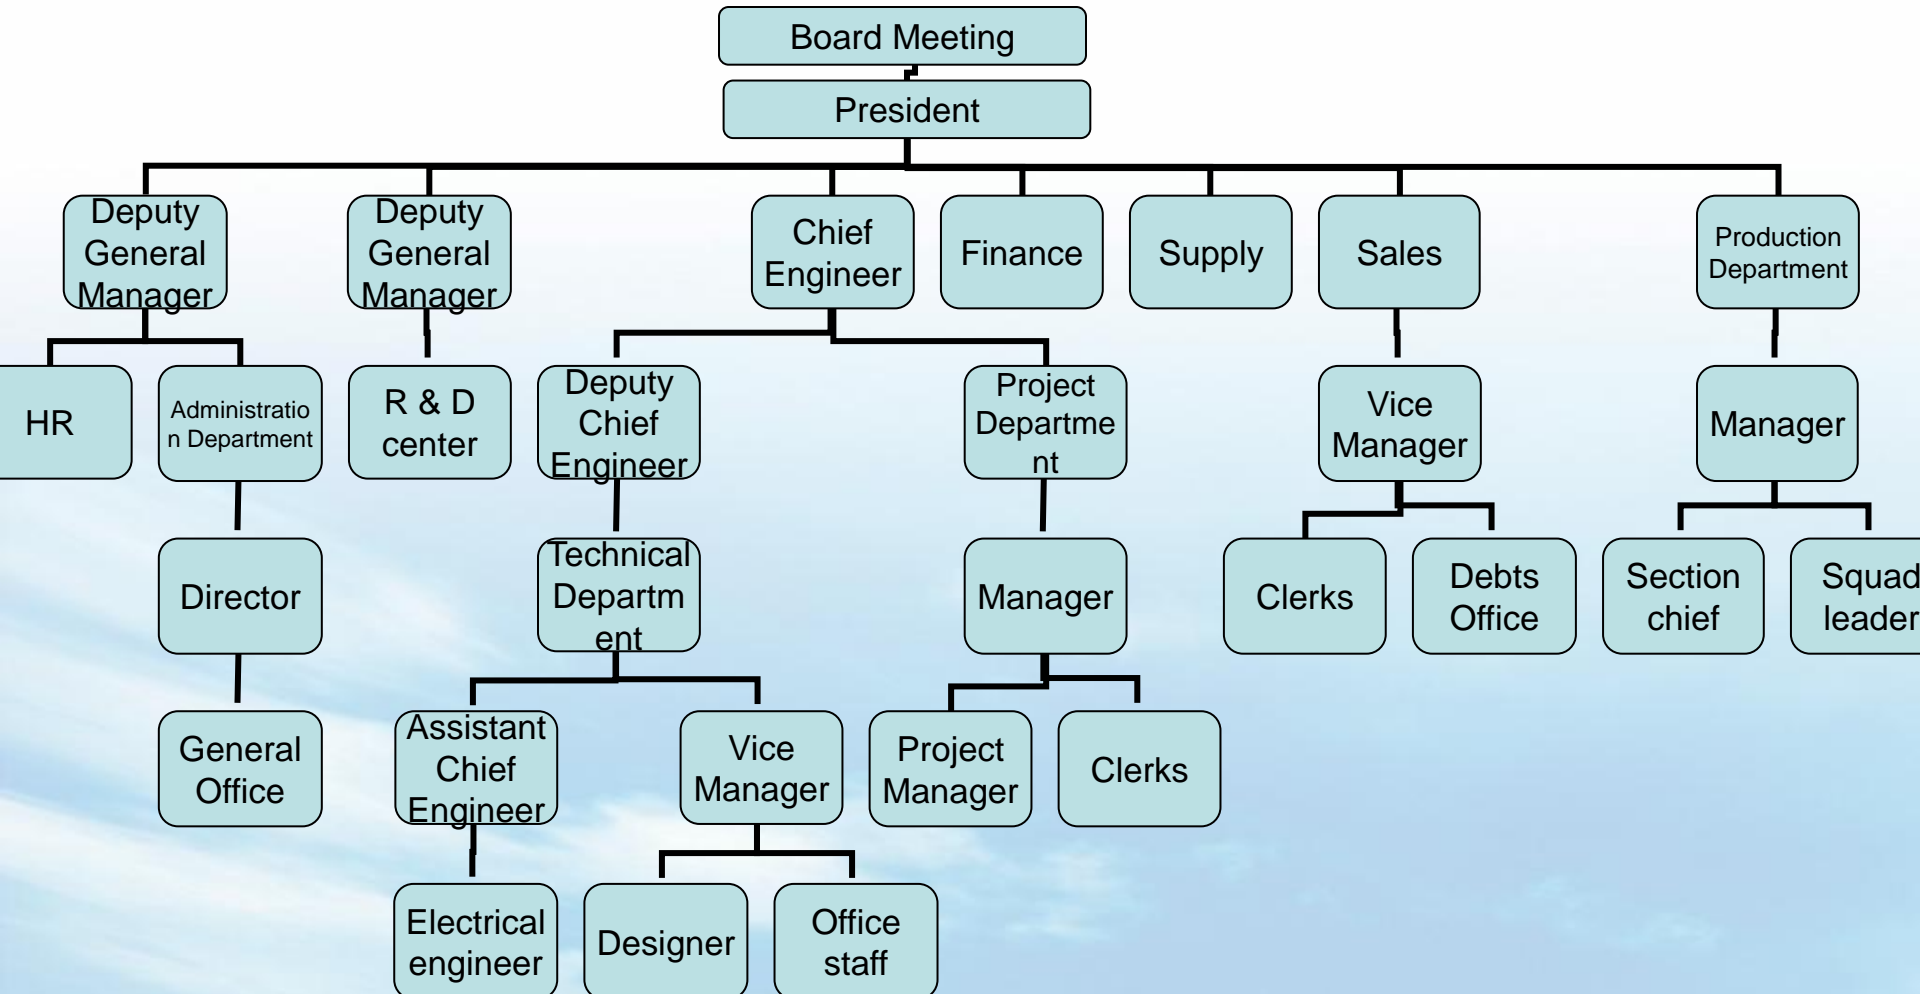 Board Meeting
President
Deputy
General
Manager
Deputy
General
Manager
Chief
Engineer
Finance
Supply
Sales
Production
Department
HR
Administratio
n Department
R & D
center
Deputy
Chief
Engineer
Project
Departme
nt
Vice
Manager
Manager
Director
Technical
Departm
ent
Manager
Clerks
Debts
Office
Section
chief
Squad
leader
General
Office
Assistant
Chief
Engineer
Vice
Manager
Project
Manager
Clerks
Electrical
engineer
Designer
Office
staff